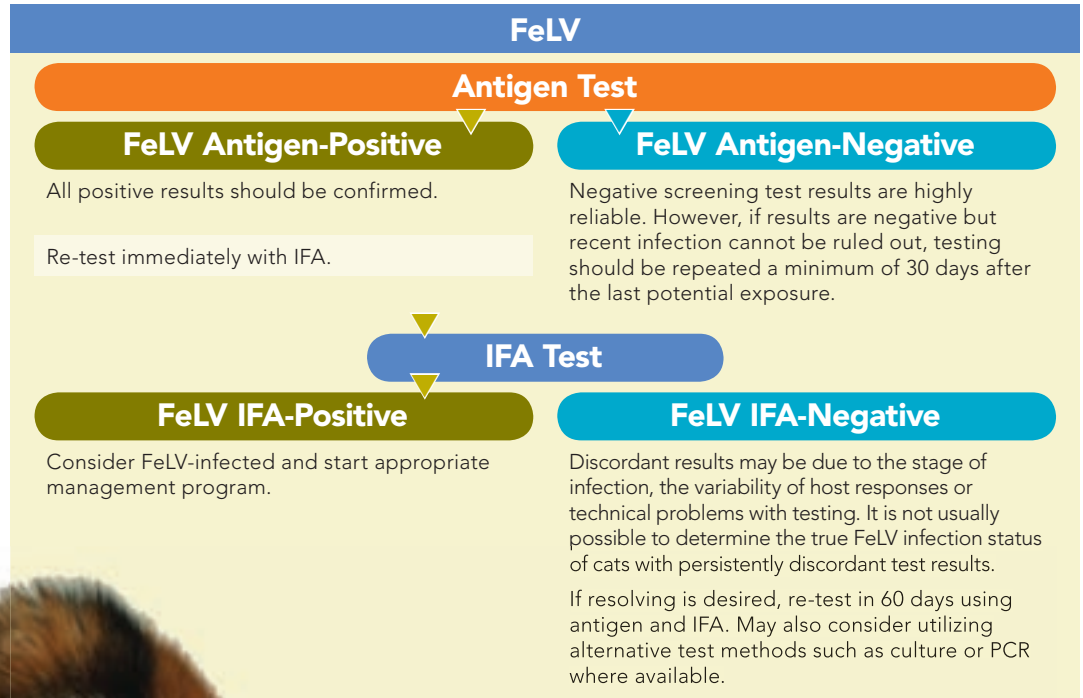 FeLV
Antigen Test
FeLV Antigen-Positive
All positive results should be confirmed.
Re-test immediately with IFA.
FeLV Antigen-Negative
Negative screening test results are highly
reliable. However, if results are negative but
recent infection cannot be ruled out, testing
should be repeated a minimum of 30 days after
the last potential exposure.
IFA Test
FeLV IFA-Positive
Consider FeLV-infected and start appropriate
management program.
FeLV IFA-Negative
Discordant results may be due to the stage of
infection, the variability of host responses or
technical problems with testing. It is not usually
possible to determine the true FeLV infection status
of cats with persistently discordant test results.
If resolving is desired, re-test in 60 days using
antigen and IFA. May also consider utilizing
alternative test methods such as culture or PCR
where available.